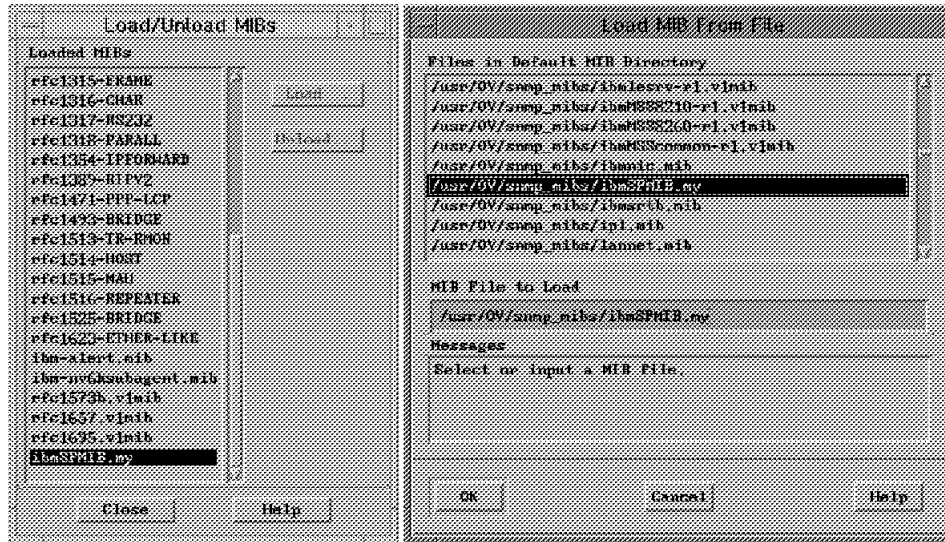 Load/Unload MIBs
Loaded MIBs
rfc1315-FRAME
rfc1316-CHAR
rfc1317-RS232
rfc1318-PARALL
rfc1354-IPFORWARD
rfc1389-RIPV2
rfc1471-PPP-LCP
rfc1493-BRIDGE
rfc1513-TR-RMON
rfc1514-HOST
rfc1515-MAU
rfc1516-REPEATER
rfc1525-BRIDGE
rfc1623-ETHER-LIKE
ibm-alert.mib
ibm-nv6ksubagent.mib
rfc1573b.v1mib
rfc1657.v1mib
rfc1695.v1mib
ibmSPMIB.my
Load
Unload
Close
Help
Load MIB From File
Files in Default MIB Directory
/usr/OV/snmp_mibs/ibmlesrv-r1.v1mib
/usr/OV/snmp_mibs/ibmMSS8210-r1.v1mib
/usr/OV/snmp_mibs/ibmMSS8260-r1.v1mib
/usr/OV/snmp_mibs/ibmMSScommon-r1.v1mib
/usr/OV/snmp_mibs/ibmnic.mib
/usr/OV/snmp_mibs/ibmSPMIB.my
/usr/OV/snmp_mibs/ibmsrtb.mib
/usr/OV/snmp_mibs/ipl.mib
/usr/OV/snmp_mibs/lannet.mib
MIB File to Load
/usr/OV/snmp_mibs/ibmSPMIB.my
Messages
Select or input a MIB file.
OK
Cancel
Help